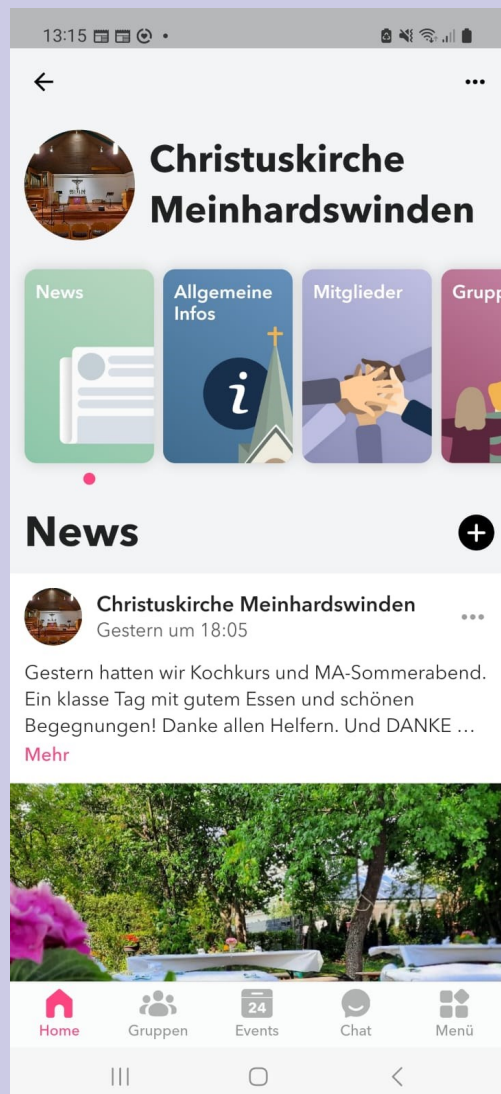 13:15
Christuskirche
Meinhardswinden
News
Allgemeine
Infos
i
Mitglieder
Grupp
News
Christuskirche Meinhardswinden
Gestern um 18:05
Gestern hatten wir Kochkurs und MA-Sommerabend.
Ein klasse Tag mit gutem Essen und schönen
Begegnungen! Danke allen Helfern. Und DANKE …
Mehr
24
Home Gruppen Events Chat Menü